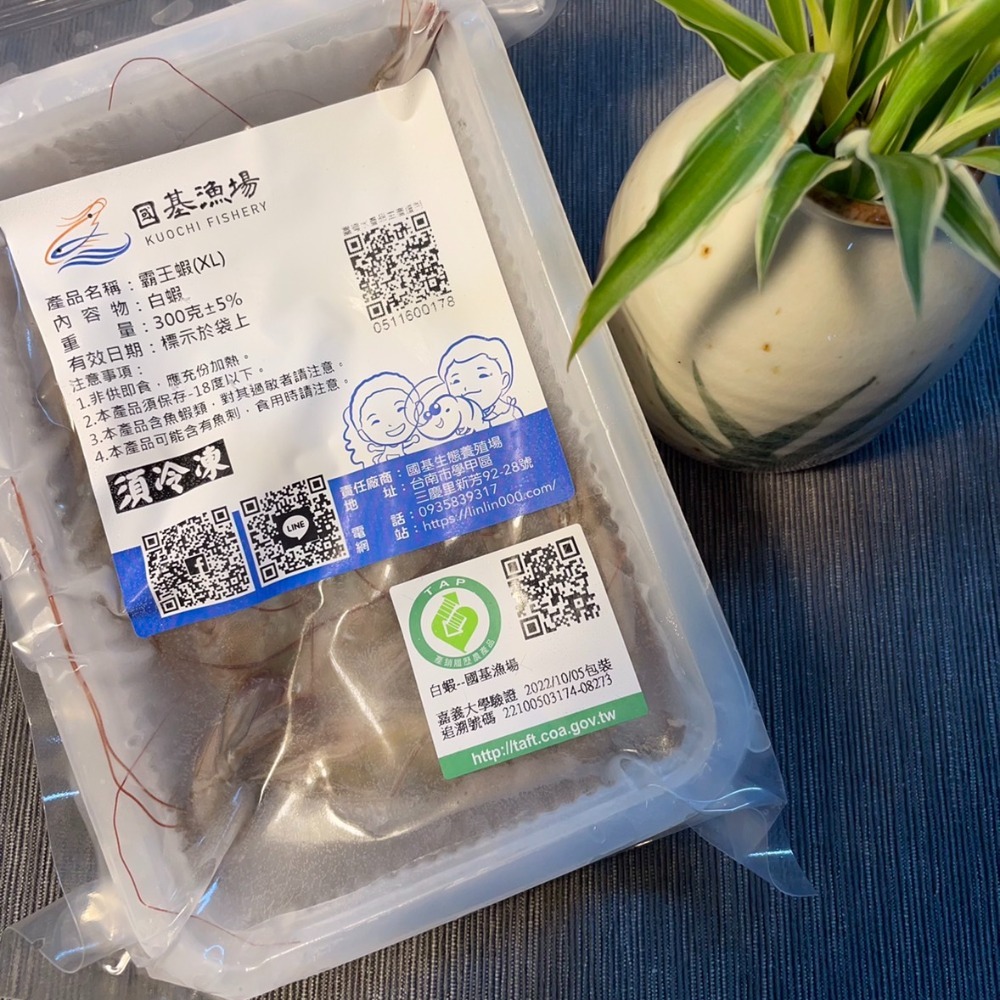 國基漁場
KUOCHI FISHERY
產品名稱：霸王蝦(XL)
內容物：白蝦
重量：300克±5%
有效日期：標示於袋上
注意事項：
1.非供即食，應充份加熱。
2.本產品須保存-18度以下。
3.本產品含魚蝦類，對其過敏者請注意。
4.本產品可能含有魚刺，食用時請注意。
須冷凍
0511600178
LINE
責任廠商：國基生態養殖場
地址：台南市學甲區
三慶里新芳92-28號
電話：0935839317
網站：https://linlin000.com/
TAP
產銷履歷農產品
白蝦--國基漁場
嘉義大學驗證 2022/10/05包裝
追溯號碼 22100503174-08273
http://taft.coa.gov.tw